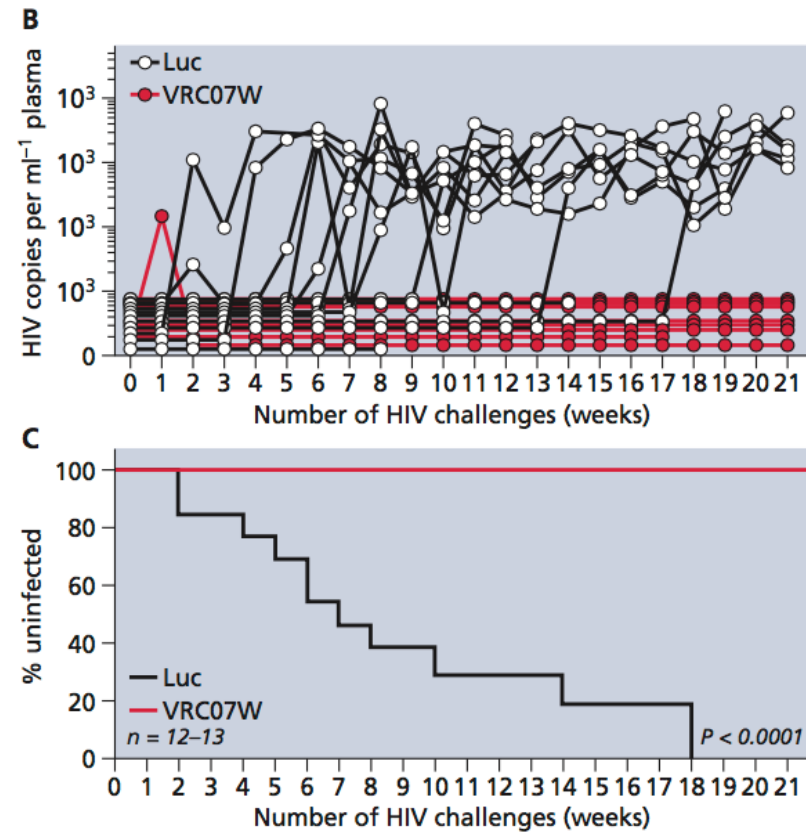 B
Luc
VRC07W
HIV copies per ml⁻¹ plasma
10³
10³
10³
10³
0
0 1 2 3 4 5 6 7 8 9 10 11 12 13 14 15 16 17 18 19 20 21
Number of HIV challenges (weeks)
C
% uninfected
100
80
60
40
20
0
Luc
VRC07W
n = 12–13
P < 0.0001
0 1 2 3 4 5 6 7 8 9 10 11 12 13 14 15 16 17 18 19 20 21
Number of HIV challenges (weeks)